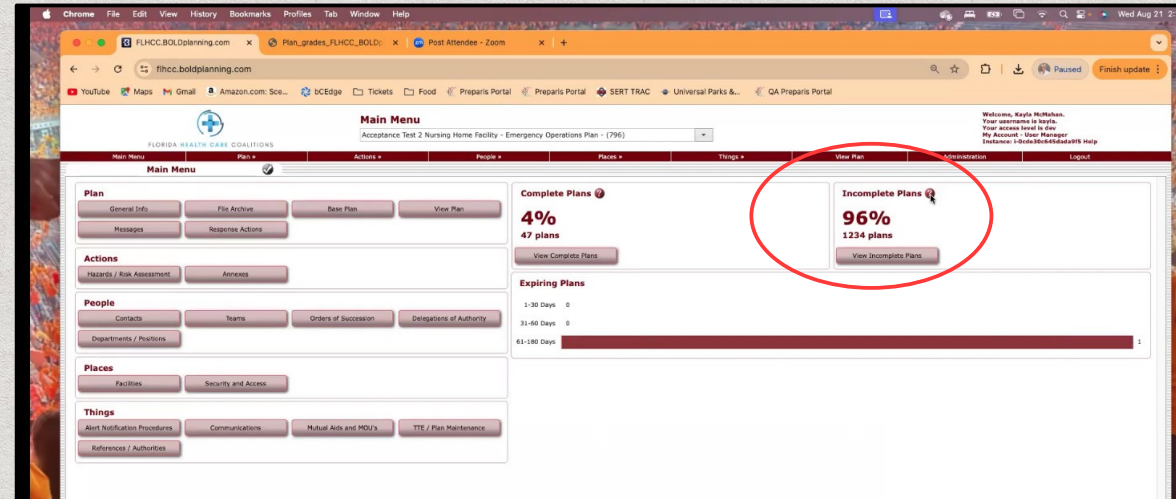 Chrome File Edit View History Bookmarks Profiles Tab Window Help
Wed Aug 21
FLHCC.BOLDplanning.com
Plan_grades_FLHCC_BOLD
Post Attendee - Zoom
flhcc.boldplanning.com
Paused
Finish update
YouTube Maps Gmail Amazon.com: Sce... bCEdge Tickets Food Preparis Portal Preparis Portal SERT TRAC Universal Parks &... QA Preparis Portal
FLORIDA HEALTH CARE COALITIONS
Main Menu
Acceptance Test 2 Nursing Home Facility - Emergency Operations Plan - (796)
Welcome, Kayla McMahan.
Your username is kayla.
Your access level is dev
My Account - User Manager
Main Menu Plan » Actions » People » Places » Things » View Plan Administration Logout
Main Menu
Plan
General Info File Archive Base Plan View Plan
Messages Response Actions
Actions
Hazards / Risk Assessment Annexes
People
Contacts Teams Orders of Succession Delegations of Authority
Departments / Positions
Places
Facilities Security and Access
Things
Alert Notification Procedures Communications Mutual Aids and MOU's TTE / Plan Maintenance
References / Authorities
Complete Plans ?
4%
47 plans
View Complete Plans
Incomplete Plans ?
96%
1234 plans
View Incomplete Plans
Expiring Plans
1-30 Days 0
31-60 Days 0
61-180 Days 1